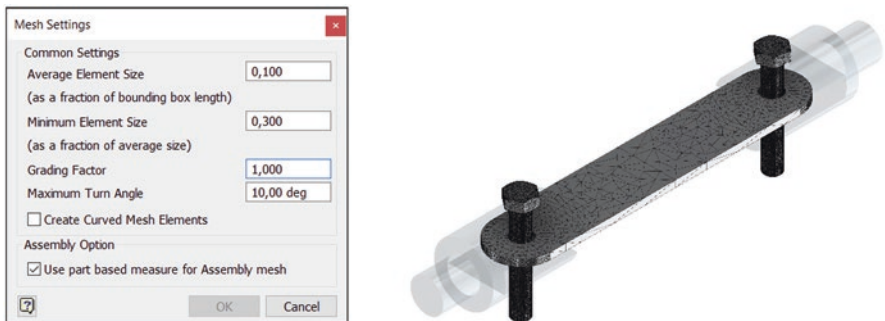 Mesh Settings
Common Settings
Average Element Size 0,100
(as a fraction of bounding box length)
Minimum Element Size 0,300
(as a fraction of average size)
Grading Factor 1,000
Maximum Turn Angle 10,00 deg
Create Curved Mesh Elements
Assembly Option
Use part based measure for Assembly mesh
OK Cancel